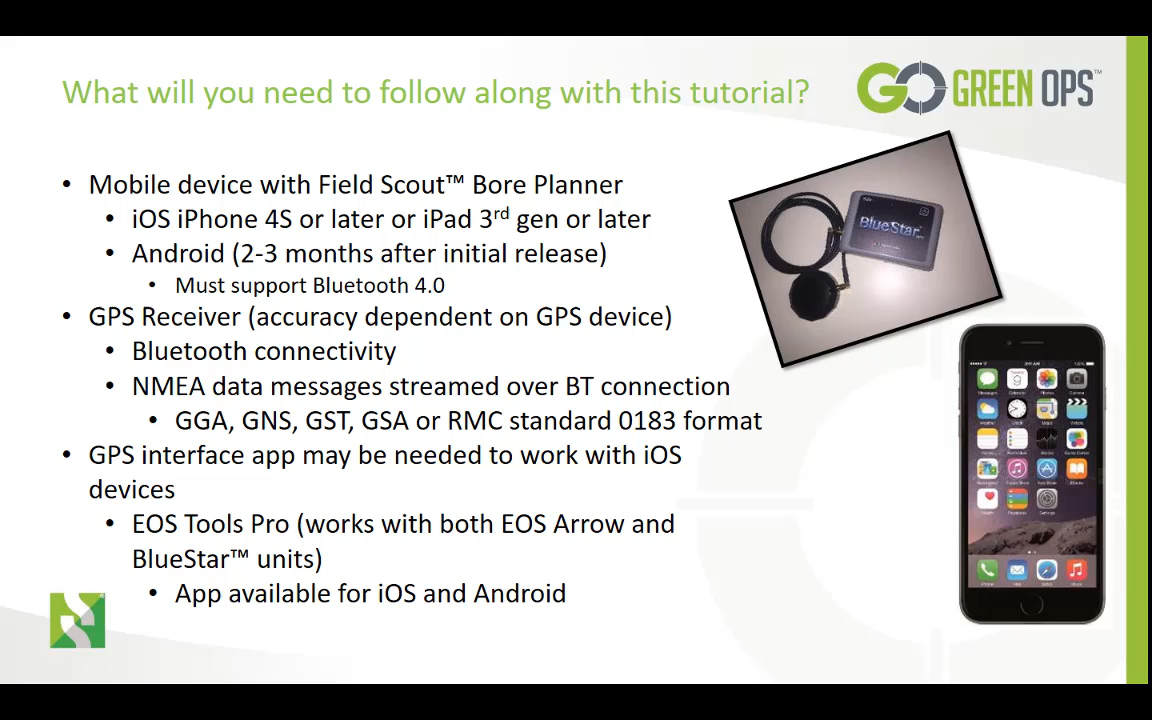 What will you need to follow along with this tutorial?
GO GREEN OPS™
• Mobile device with Field Scout™ Bore Planner
• iOS iPhone 4S or later or iPad 3rd gen or later
• Android (2-3 months after initial release)
• Must support Bluetooth 4.0
• GPS Receiver (accuracy dependent on GPS device)
• Bluetooth connectivity
• NMEA data messages streamed over BT connection
• GGA, GNS, GST, GSA or RMC standard 0183 format
• GPS interface app may be needed to work with iOS
devices
• EOS Tools Pro (works with both EOS Arrow and
BlueStar™ units)
• App available for iOS and Android
BlueStar